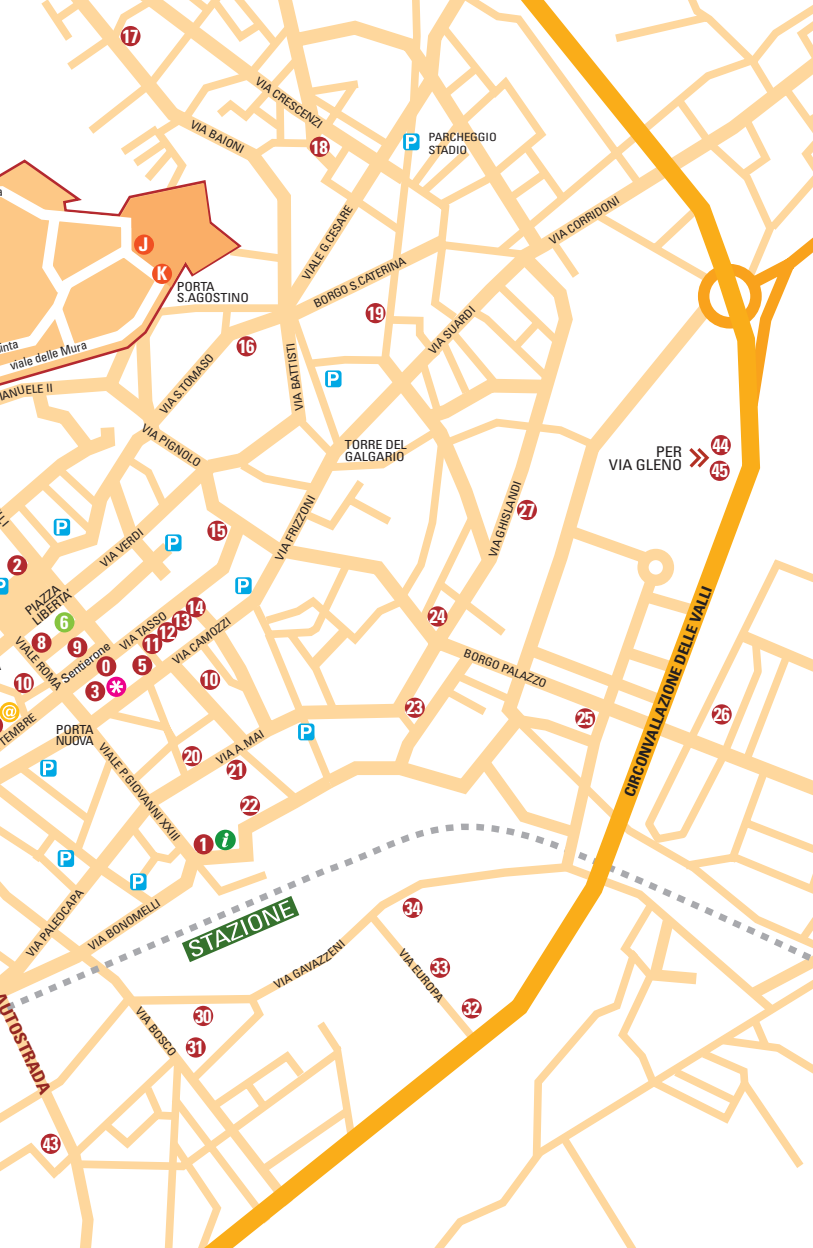 17
VIA CRESCENZI
VIA BAIONI
18
P
PARCHEGGIO
STADIO
a
J
K
PORTA
S.AGOSTINO
VIALE G.CESARE
VIA CORRIDONI
BORGO S.CATERINA
19
VIA SUARDI
inta
viale delle Mura
16
VIA S.TOMASO
VIA BATTISTI
P
ANUELE II
VIA PIGNOLO
TORRE DEL
GALGARIO
PER
VIA GLENO
44
45
P
VIA VERDI
P
15
VIA FRIZZONI
VIA GHISLANDI
27
2
P
P
PIAZZA
LIBERTA'
6
8
9
VIALE ROMA
Sentierone
VIA TASSO
14
13
12
11
VIA CAMOZZI
0
5
3
10
10
@
TEMBRE
24
BORGO PALAZZO
CIRCONVALLAZIONE DELLE VALLI
PORTA
NUOVA
23
25
26
P
P
VIALE P.GIOVANNI XXIII
20
VIA A.MAI
21
22
1
i
P
P
VIA PALEOCAPA
VIA BONOMELLI
STAZIONE
34
VIA GAVAZZENI
VIA EUROPA
33
32
AUTOSTRADA
VIA BOSCO
30
31
43